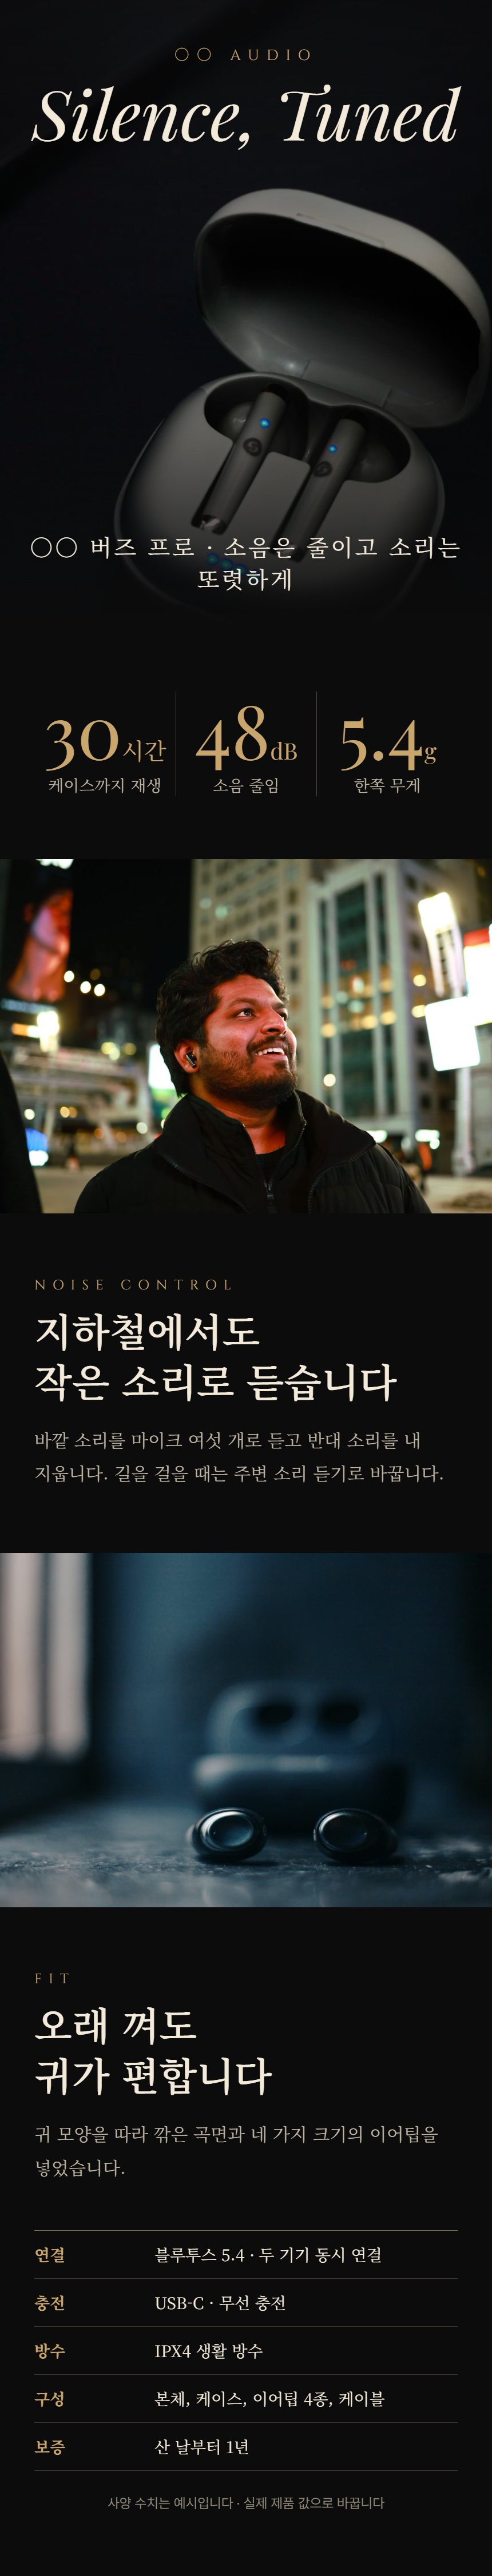 〇〇 AUDIO
Silence, Tuned
〇〇 버즈 프로 · 소음은 줄이고 소리는
또렷하게
30시간 48dB 5.4g
케이스까지 재생 소음 줄임 한쪽 무게
NOISE CONTROL
지하철에서도
작은 소리로 듣습니다
바깥 소리를 마이크 여섯 개로 듣고 반대 소리를 내
지웁니다. 길을 걸을 때는 주변 소리 듣기로 바꿉니다.
FIT
오래 껴도
귀가 편합니다
귀 모양을 따라 깎은 곡면과 네 가지 크기의 이어팁을
넣었습니다.
연결 블루투스 5.4 · 두 기기 동시 연결
충전 USB-C · 무선 충전
방수 IPX4 생활 방수
구성 본체, 케이스, 이어팁 4종, 케이블
보증 산 날부터 1년
사양 수치는 예시입니다 · 실제 제품 값으로 바꿉니다